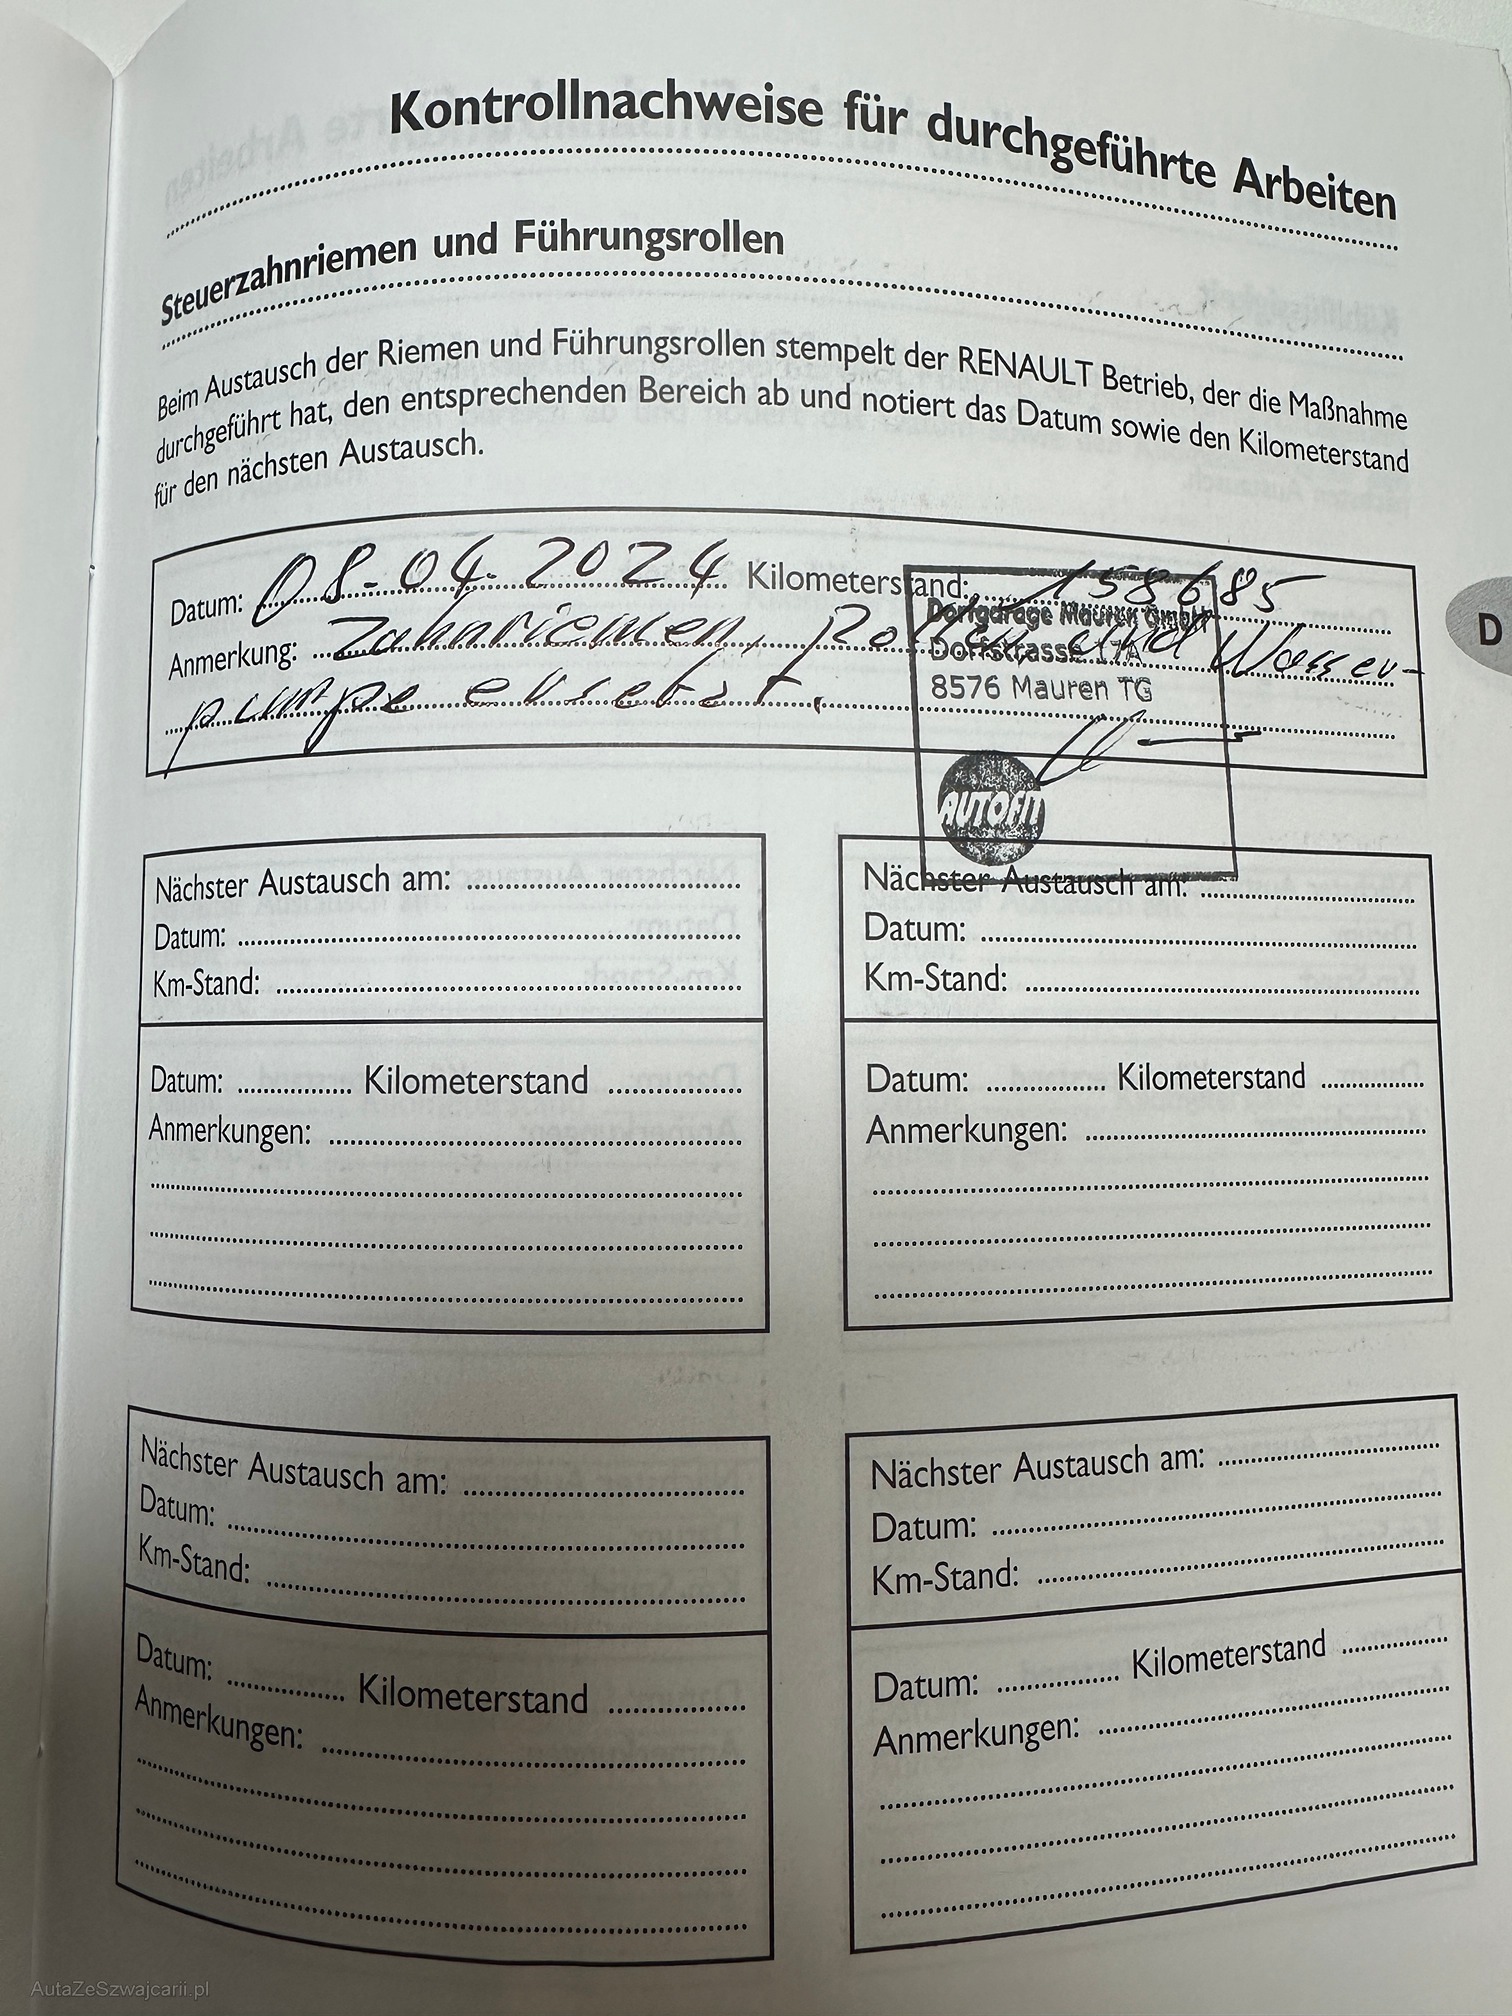 Kontrollnachweise für durchgeführte Arbeiten
Steuerzahnriemen und Führungsrollen
Beim Austausch der Riemen und Führungsrollen stempelt der RENAULT Betrieb, der die Maßnahme
durchgeführt hat, den entsprechenden Bereich ab und notiert das Datum sowie den Kilometerstand
für den nächsten Austausch.
Datum: 08-04-2024 Kilometerstand: 158685
Anmerkung: Zahnriemen, Rollen und Wasser-
pumpe ersetzt.
Dorfgarage Mauren GmbH
Dorfstrasse 17A
8576 Mauren TG
AUTOFIT
Nächster Austausch am:
Datum:
Km-Stand:
Datum: Kilometerstand
Anmerkungen:
Nächster Austausch am:
Datum:
Km-Stand:
Datum: Kilometerstand
Anmerkungen:
Nächster Austausch am:
Datum:
Km-Stand:
Datum: Kilometerstand
Anmerkungen:
Nächster Austausch am:
Datum:
Km-Stand:
Datum: Kilometerstand
Anmerkungen:
D
AutaZeSzwajcarii.pl